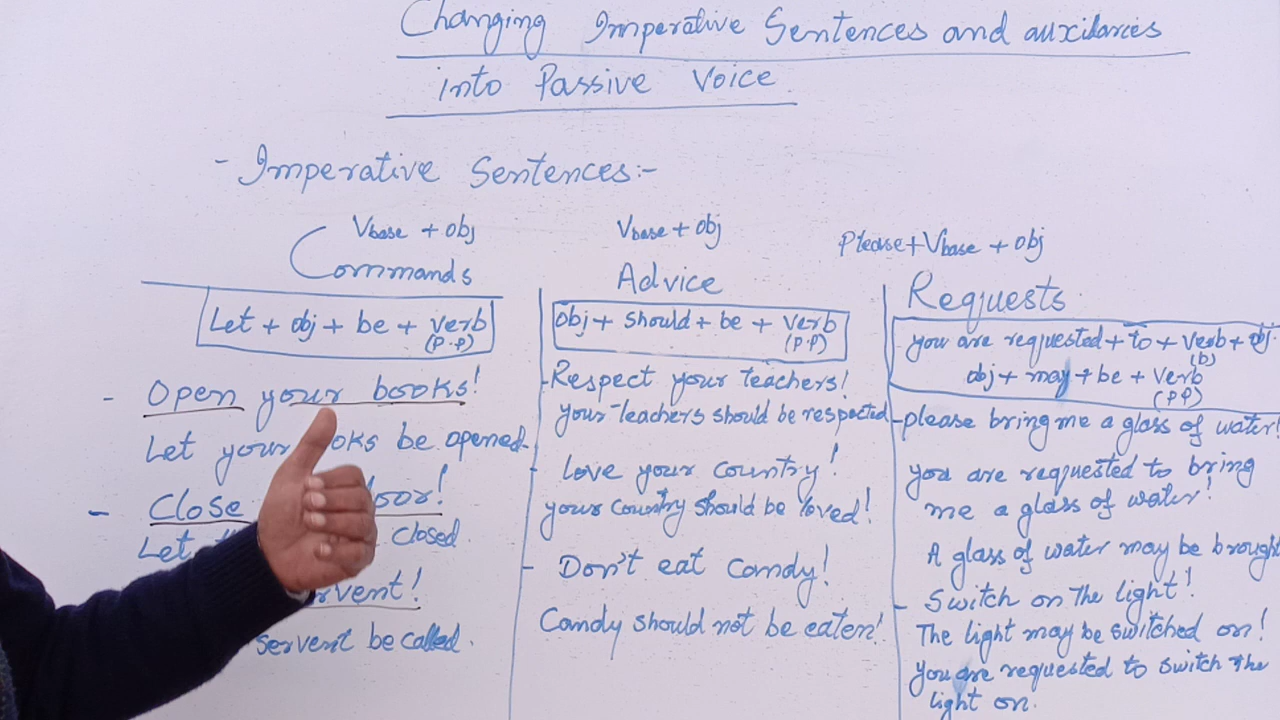 Changing Imperative Sentences and auxilaries
into Passive Voice
- Imperative Sentences:-
Vbase + obj
Commands
Let + obj + be + verb
(P.P)
- Open your books!
Let your oks be opened.
- Close oor!
Let closed.
rvent!
servent be called.
Vbase + obj
Advice
obj + should + be + verb
(P.P)
- Respect your teachers!
your teachers should be respected
- love your country!
your country should be loved!
- Don't eat candy!
Candy should not be eaten!
Please + Vbase + obj
Requests
you are requested + to + verb + obj.
(b)
obj + may + be + verb
(P.P)
- please bring me a glass of water!
you are requested to bring
me a glass of water!
A glass of water may be brought
- Switch on the light!
The light may be switched on!
you are requested to switch the
light on.